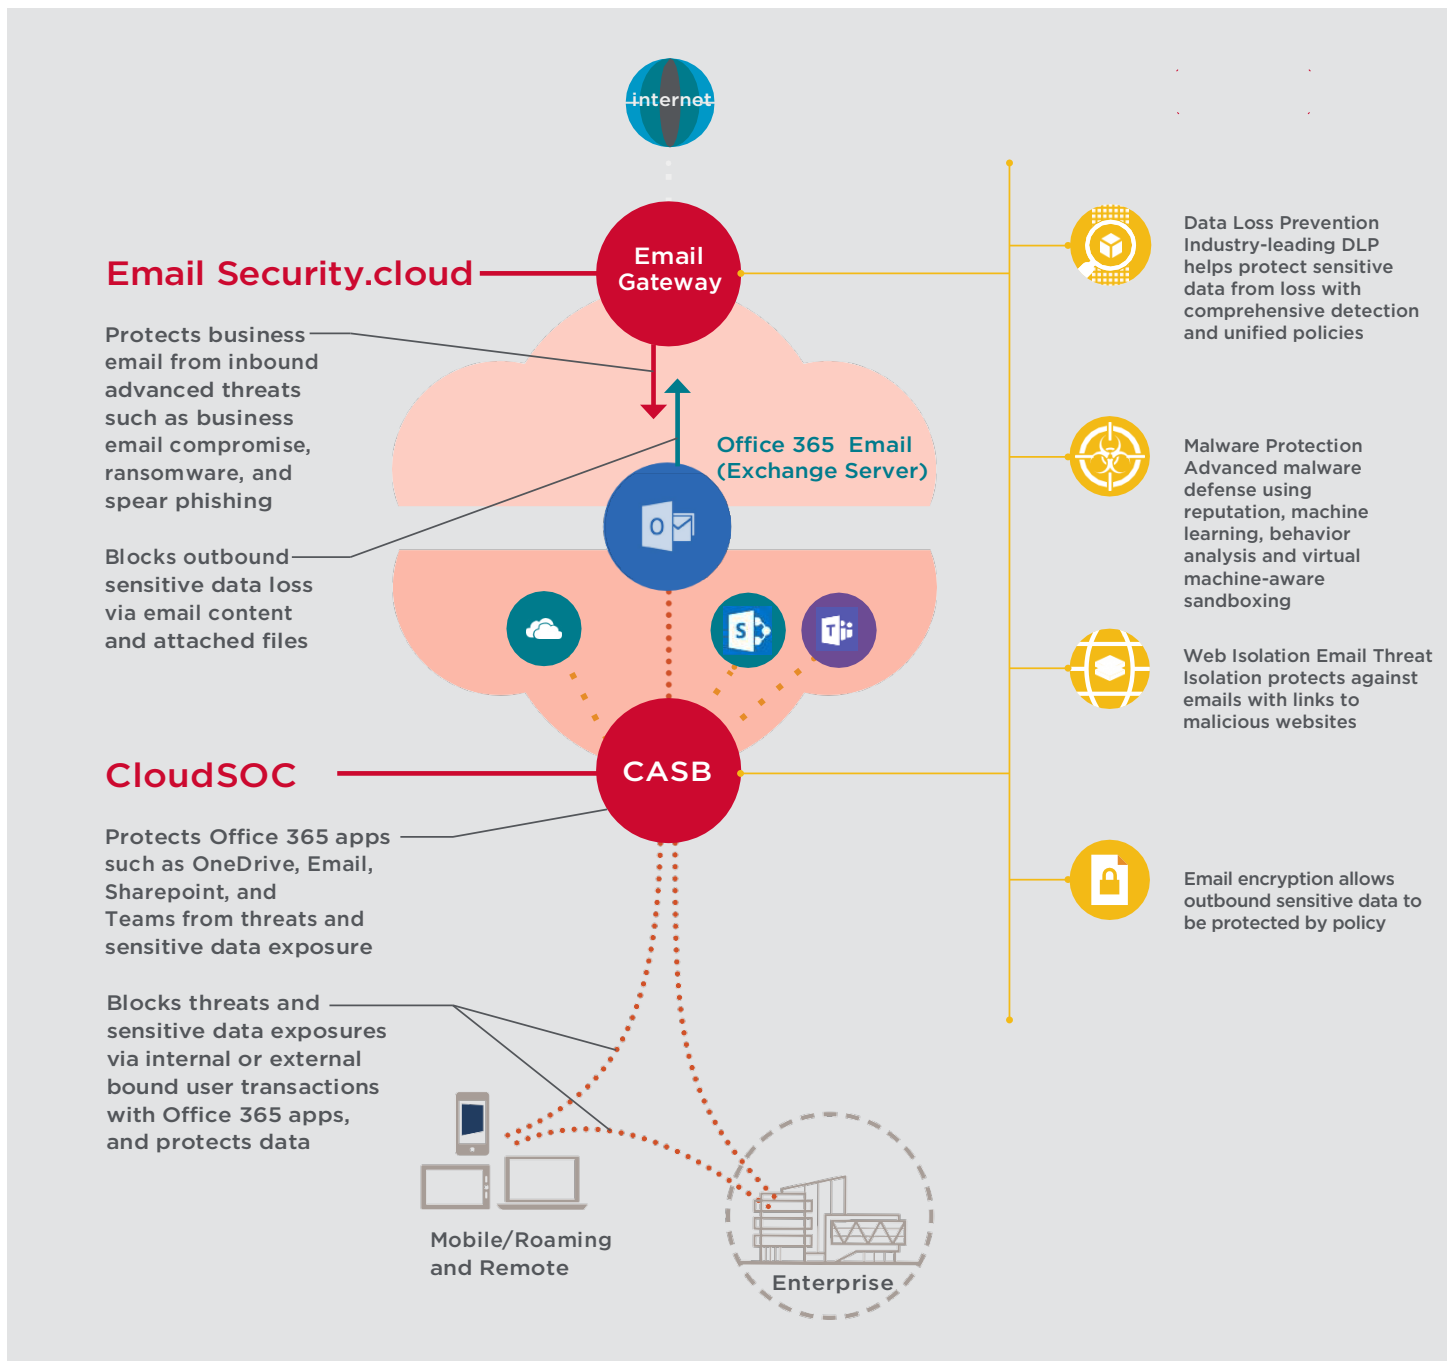 internet
Email
Gateway
Email Security.cloud
Protects business
email from inbound
advanced threats
such as business
email compromise,
ransomware, and
spear phishing
Blocks outbound
sensitive data loss
via email content
and attached files
Office 365 Email
(Exchange Server)
O
S
T
CloudSOC
CASB
Protects Office 365 apps
such as OneDrive, Email,
Sharepoint, and
Teams from threats and
sensitive data exposure
Blocks threats and
sensitive data exposures
via internal or external
bound user transactions
with Office 365 apps,
and protects data
Mobile/Roaming
and Remote
Enterprise
Data Loss Prevention
Industry-leading DLP
helps protect sensitive
data from loss with
comprehensive detection
and unified policies
Malware Protection
Advanced malware
defense using
reputation, machine
learning, behavior
analysis and virtual
machine-aware
sandboxing
Web Isolation Email Threat
Isolation protects against
emails with links to
malicious websites
Email encryption allows
outbound sensitive data to
be protected by policy